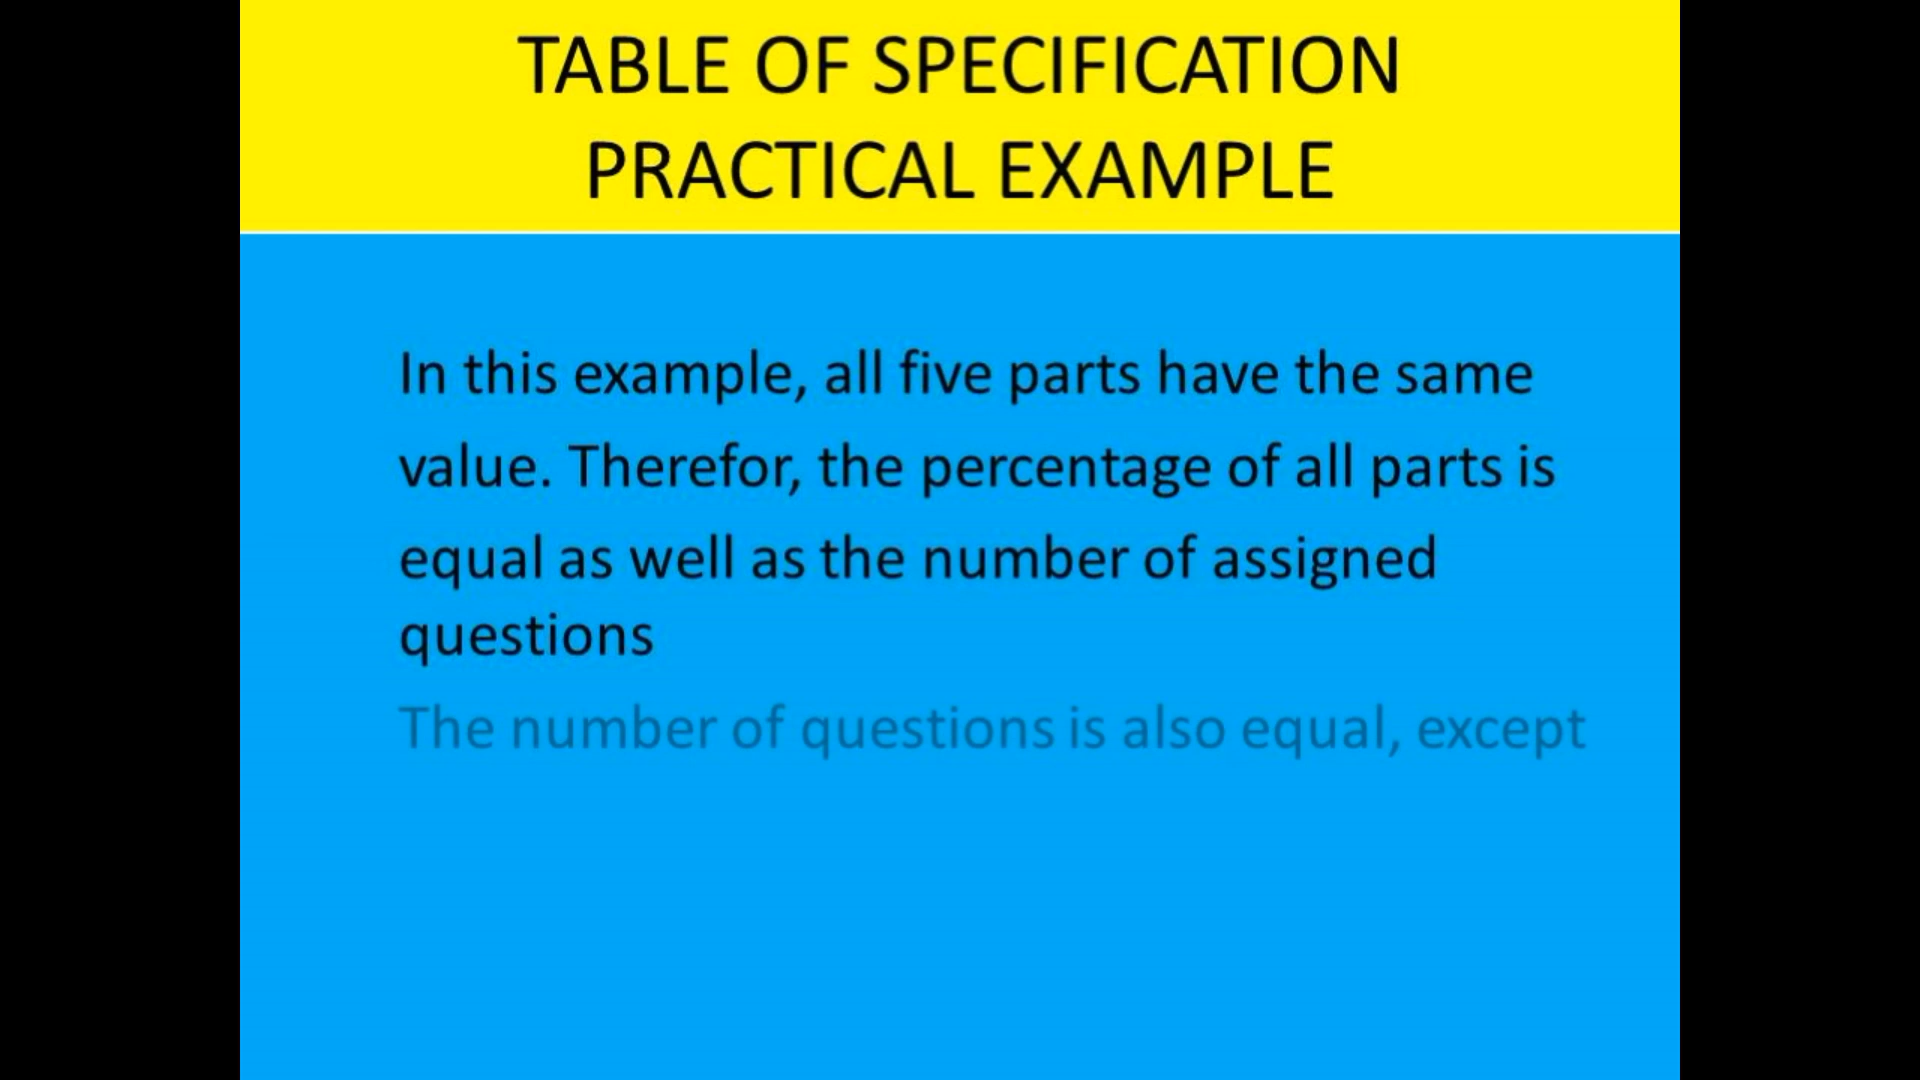 TABLE OF SPECIFICATION
PRACTICAL EXAMPLE
In this example, all five parts have the same
value. Therefor, the percentage of all parts is
equal as well as the number of assigned
questions
The number of questions is also equal, except